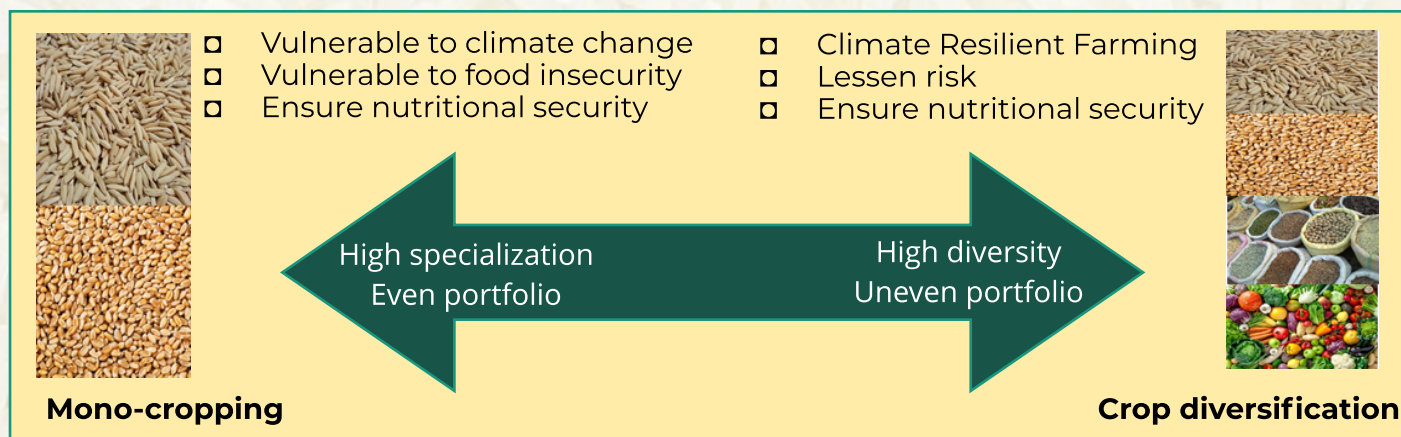 ◘ Vulnerable to climate change
◘ Vulnerable to food insecurity
◘ Ensure nutritional security
◘ Climate Resilient Farming
◘ Lessen risk
◘ Ensure nutritional security
High specialization
Even portfolio
High diversity
Uneven portfolio
Mono-cropping
Crop diversification